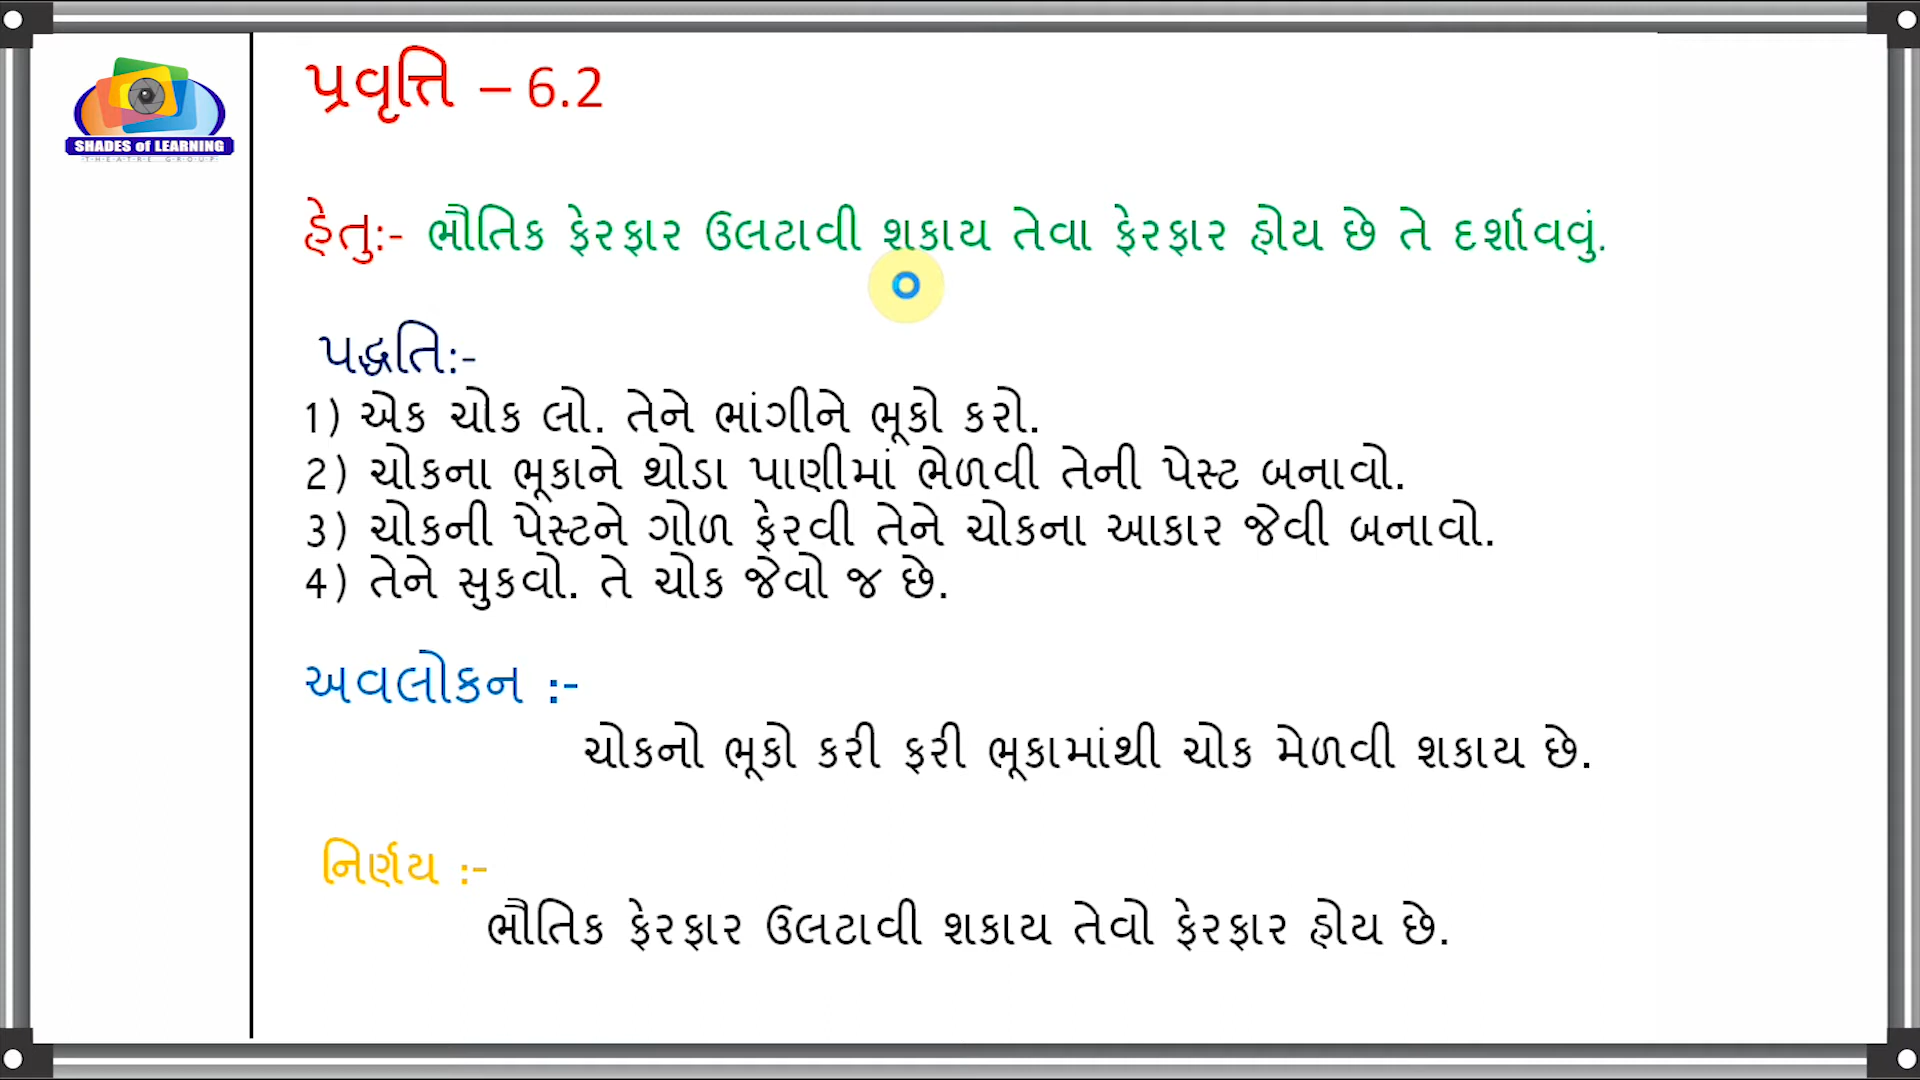 SHADES of LEARNING
T·H·E·A·T·R·E G·R·O·U·P
પ્રવૃત્તિ – 6.2
હેતુ:- ભૌતિક ફેરફાર ઉલટાવી શકાય તેવા ફેરફાર હોય છે તે દર્શાવવું.
પદ્ધતિ:-
1) એક ચોક લો. તેને ભાંગીને ભૂકો કરો.
2) ચોકના ભૂકાને થોડા પાણીમાં ભેળવી તેની પેસ્ટ બનાવો.
3) ચોકની પેસ્ટને ગોળ ફેરવી તેને ચોકના આકાર જેવી બનાવો.
4) તેને સુકવો. તે ચોક જેવો જ છે.
અવલોકન :-
ચોકનો ભૂકો કરી ફરી ભૂકામાંથી ચોક મેળવી શકાય છે.
નિર્ણય :-
ભૌતિક ફેરફાર ઉલટાવી શકાય તેવો ફેરફાર હોય છે.